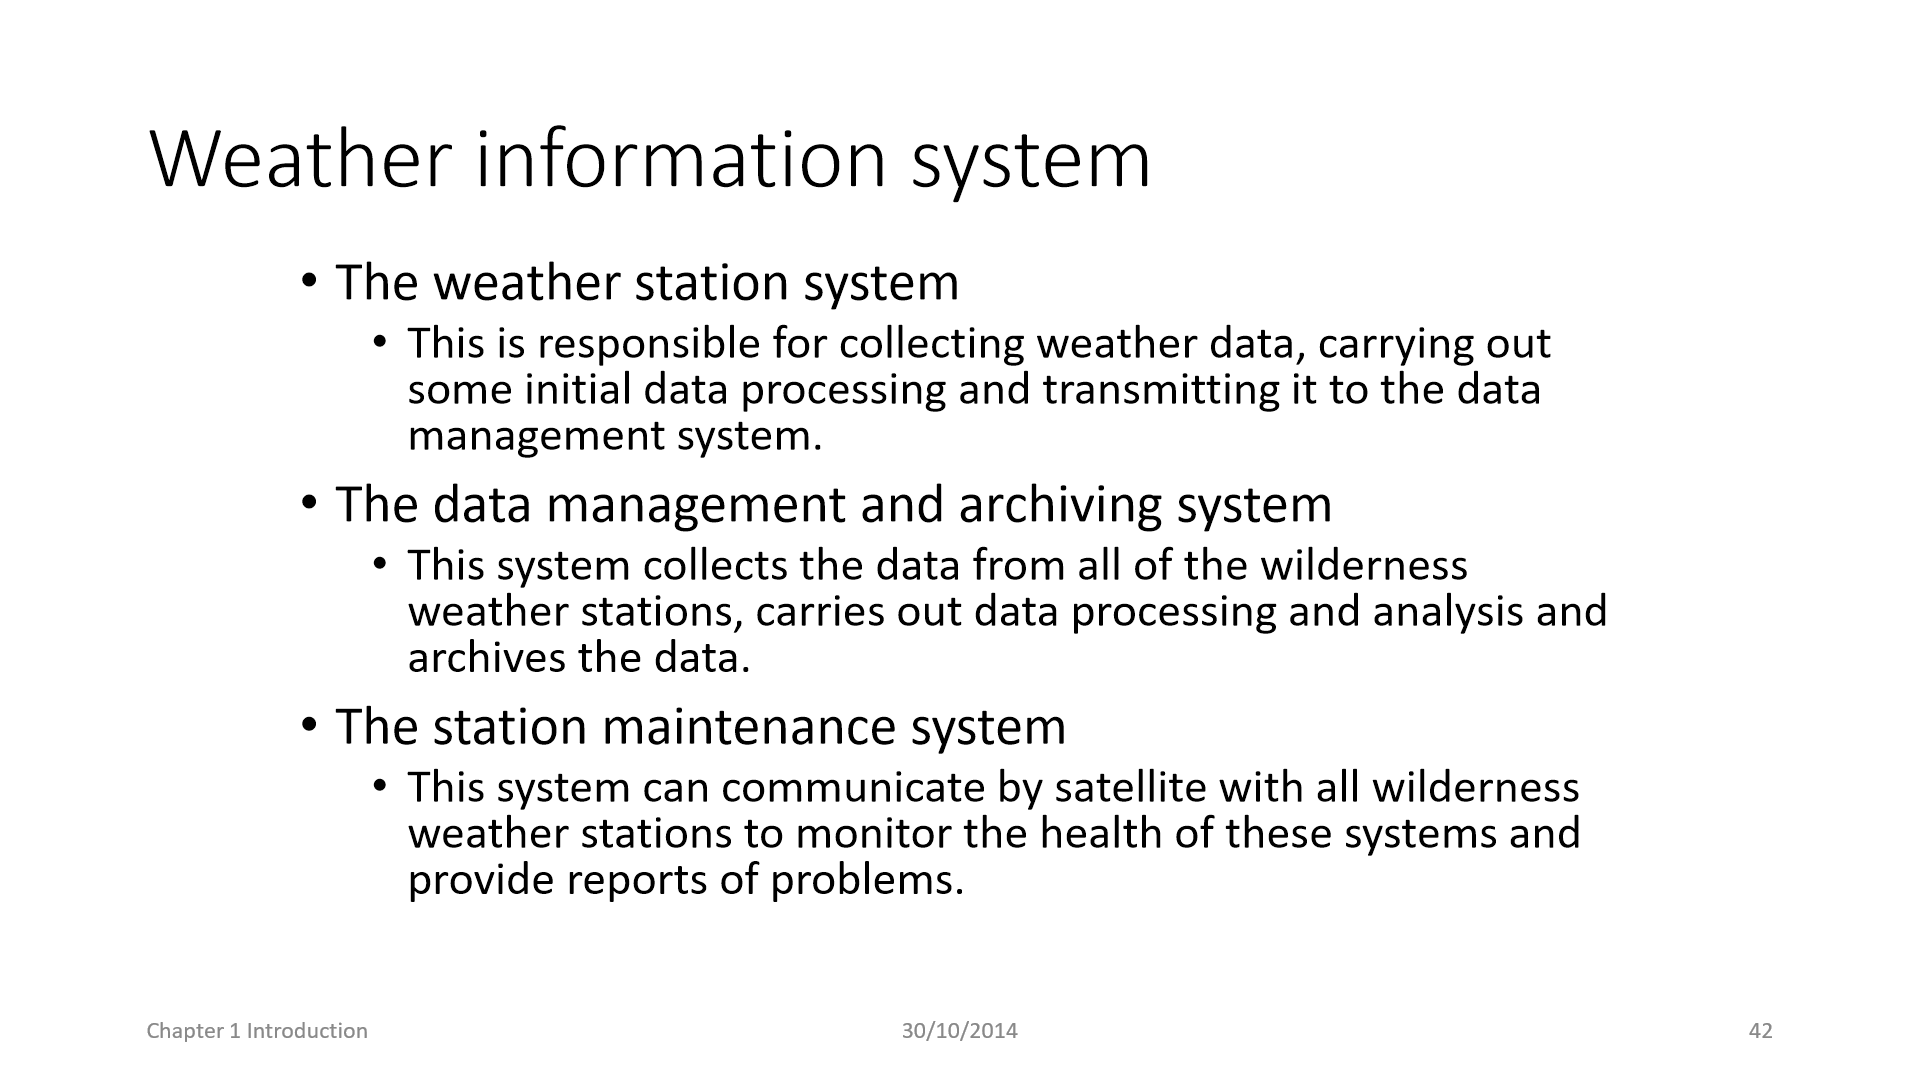 Weather information system
• The weather station system
• This is responsible for collecting weather data, carrying out
some initial data processing and transmitting it to the data
management system.
• The data management and archiving system
• This system collects the data from all of the wilderness
weather stations, carries out data processing and analysis and
archives the data.
• The station maintenance system
• This system can communicate by satellite with all wilderness
weather stations to monitor the health of these systems and
provide reports of problems.
Chapter 1 Introduction
30/10/2014
42